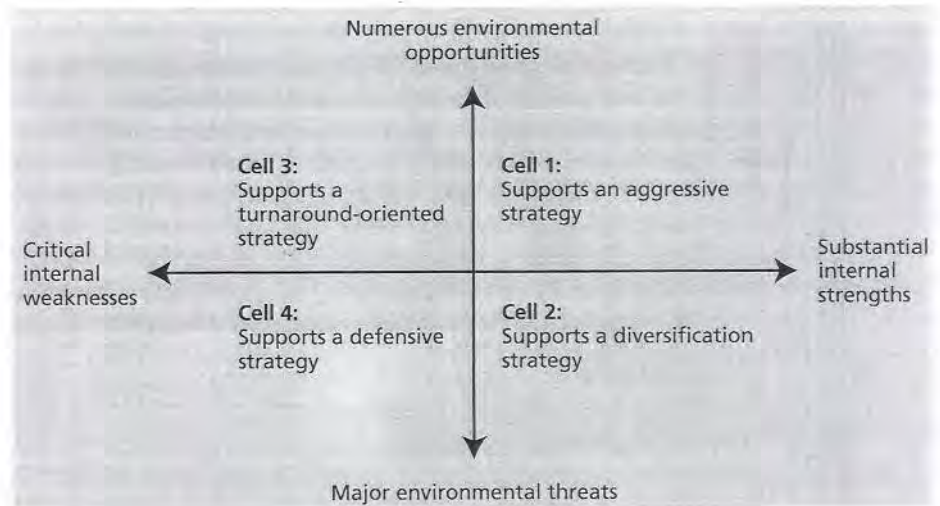 Numerous environmental
opportunities
Cell 3:
Supports a
turnaround-oriented
strategy
Cell 1:
Supports an aggressive
strategy
Critical
internal
weaknesses
Substantial
internal
strengths
Cell 4:
Supports a defensive
strategy
Cell 2:
Supports a diversification
strategy
Major environmental threats